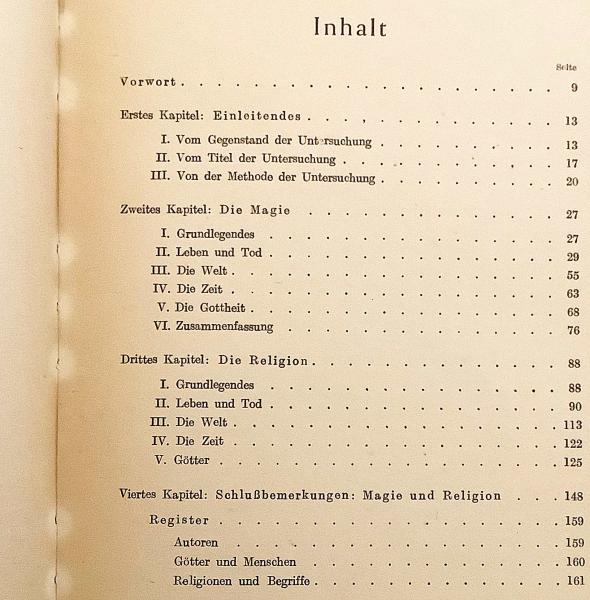 Inhalt
Seite
Vorwort . . . . . . . . . . . . . . . . . 9
Erstes Kapitel: Einleitendes . . . . . . . . . . . 13
I. Vom Gegenstand der Untersuchung . . . . . . . . 13
II. Vom Titel der Untersuchung . . . . . . . . . . 17
III. Von der Methode der Untersuchung . . . . . . . . 20
Zweites Kapitel: Die Magie . . . . . . . . . . . 27
I. Grundlegendes . . . . . . . . . . . . . 27
II. Leben und Tod . . . . . . . . . . . . . 29
III. Die Welt . . . . . . . . . . . . . . . 55
IV. Die Zeit . . . . . . . . . . . . . . . 63
V. Die Gottheit . . . . . . . . . . . . . . 68
VI. Zusammenfassung . . . . . . . . . . . . 76
Drittes Kapitel: Die Religion . . . . . . . . . . . 88
I. Grundlegendes . . . . . . . . . . . . . 88
II. Leben und Tod . . . . . . . . . . . . . 90
III. Die Welt . . . . . . . . . . . . . . . 113
IV. Die Zeit . . . . . . . . . . . . . . . 122
V. Götter . . . . . . . . . . . . . . . . 125
Viertes Kapitel: Schlußbemerkungen: Magie und Religion . . . 148
Register . . . . . . . . . . . . . . . . 159
Autoren . . . . . . . . . . . . . . . 159
Götter und Menschen . . . . . . . . . . . 160
Religionen und Begriffe . . . . . . . . . . . 161